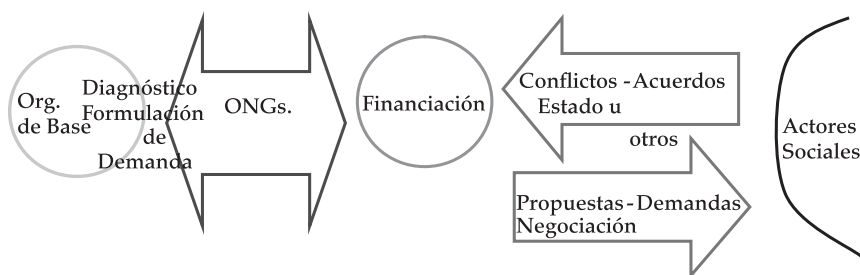 Org.
de Base
Diagnóstico
Formulación
de
Demanda
ONGs.
Financiación
Conflictos - Acuerdos
Estado u
otros
Propuestas - Demandas
Negociación
Actores
Sociales